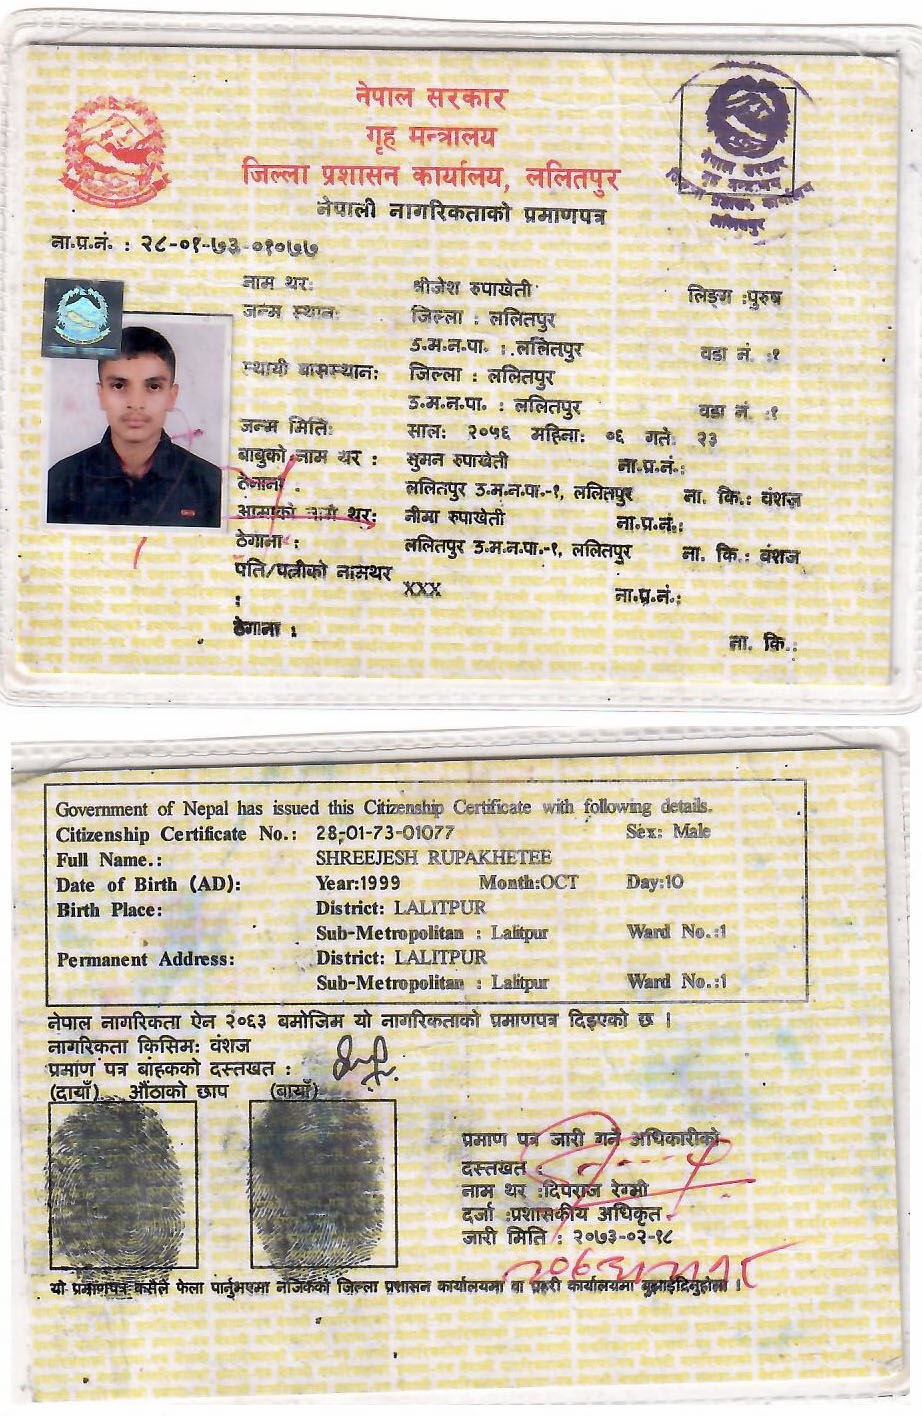 नेपाल सरकार
गृह मन्त्रालय
जिल्ला प्रशासन कार्यालय, ललितपुर
नेपाली नागरिकताको प्रमाणपत्र
नेपाल सरकार
गृह मन्त्रालय
जिल्ला प्रशासन कार्यालय
ललितपुर
ना.प्र.नं. : २८-०१-७३-०१०७७
नाम थर: श्रीजेश रुपाखेती लिङ्ग :पुरुष
जन्म स्थान: जिल्ला : ललितपुर
उ.म.न.पा. : ललितपुर वडा नं. :१
स्थायी बासस्थान: जिल्ला : ललितपुर
उ.म.न.पा. : ललितपुर वडा नं. :१
जन्म मिति: साल: २०५६ महिना: ०६ गते: २३
बाबुको नाम थर : सुमन रुपाखेती ना.प्र.नं.:
ठेगाना : ललितपुर उ.म.न.पा.-१, ललितपुर ना. कि.: वंशज
आमाको नाम थर: नीमा रुपाखेती ना.प्र.नं.:
ठेगाना : ललितपुर उ.म.न.पा.-१, ललितपुर ना. कि.: वंशज
पति/पत्नीको नामथर : XXX ना.प्र.नं.:
ठेगाना : ना. कि.:
Government of Nepal has issued this Citizenship Certificate with following details.
Citizenship Certificate No.: 28-01-73-01077 Sex: Male
Full Name.: SHREEJESH RUPAKHETEE
Date of Birth (AD): Year:1999 Month:OCT Day:10
Birth Place: District: LALITPUR
Sub-Metropolitan : Lalitpur Ward No.:1
Permanent Address: District: LALITPUR
Sub-Metropolitan : Lalitpur Ward No.:1
नेपाल नागरिकता ऐन २०६३ बमोजिम यो नागरिकताको प्रमाणपत्र दिइएको छ ।
नागरिकता किसिम: वंशज
प्रमाण पत्र बाहकको दस्तखत :
(दायाँ) औंठाको छाप (बायाँ)
प्रमाण पत्र जारी गर्ने अधिकारीको
दस्तखत :
नाम थर :दिपराज रेग्मी
दर्जा :प्रशासकीय अधिकृत
जारी मिति : २०७३-०२-१८
यो प्रमाणपत्र कसैले फेला पार्नुभएमा नजिकको जिल्ला प्रशासन कार्यालयमा वा प्रहरी कार्यालयमा बुझाईदिनुहोला ।